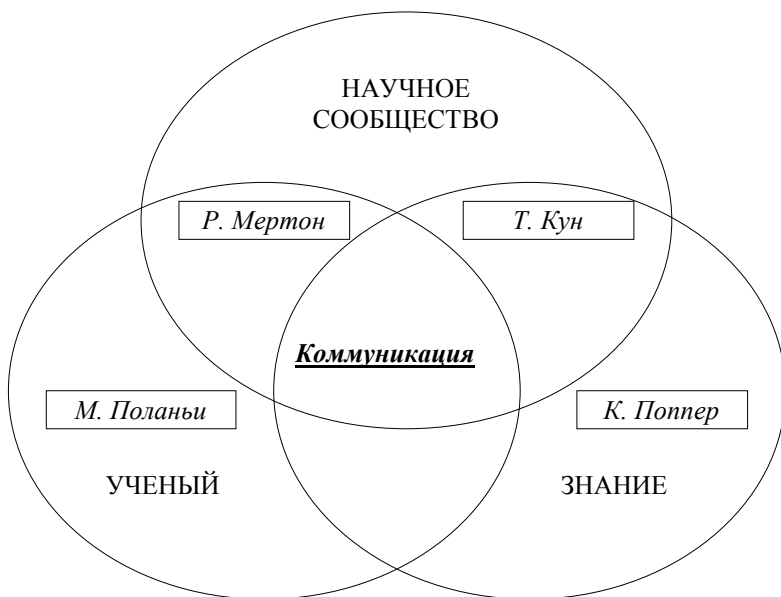 НАУЧНОЕ
СООБЩЕСТВО
Р. Мертон
Т. Кун
Коммуникация
М. Поланьи
К. Поппер
УЧЕНЫЙ
ЗНАНИЕ